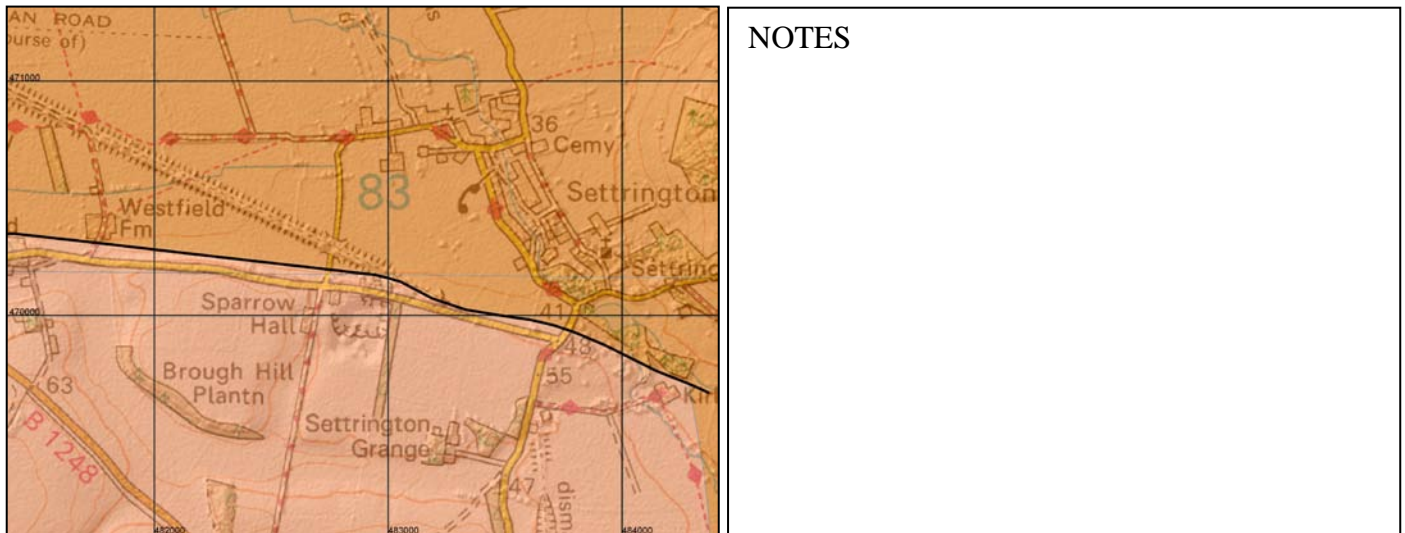 AN ROAD
ourse of)
471000
36
Cemy
83
Settrington
Westfield
Fm
Settring
Sparrow
Hall
470000
41
48
55
Brough Hill
Plantn
63
Kir
B 1248
Settrington
Grange
47
dism
482000
483000
484000
NOTES